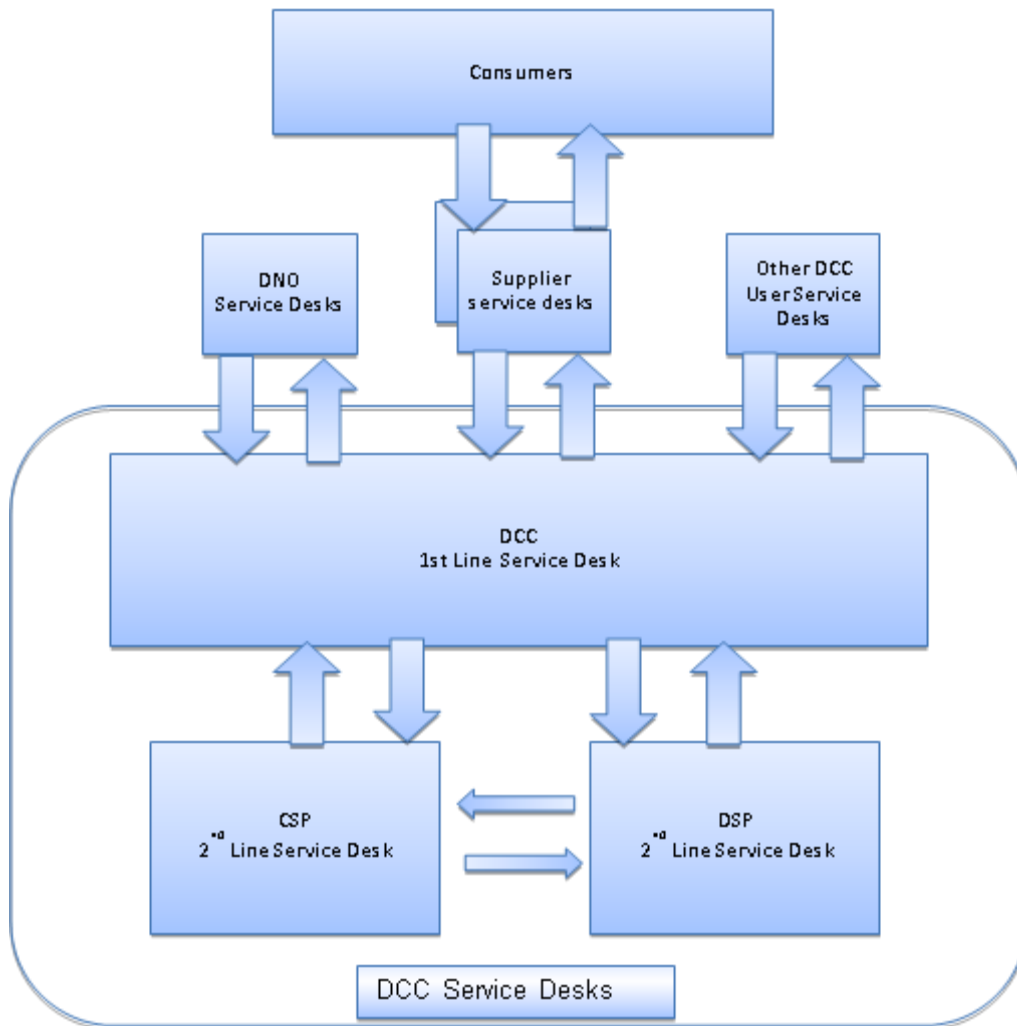 Consumers
DNO
Service Desks
Supplier
service desks
Other DCC
User Service
Desks
DCC
1st Line Service Desk
CSP
2nd Line Service Desk
DSP
2nd Line Service Desk
DCC Service Desks